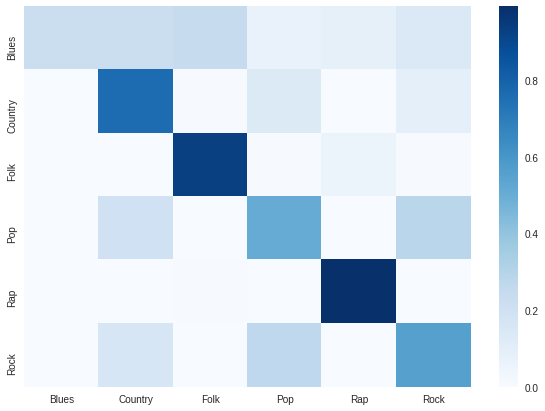 Blues
Country
Folk
Pop
Rap
Rock
Blues Country Folk Pop Rap Rock
0.8
0.6
0.4
0.2
0.0